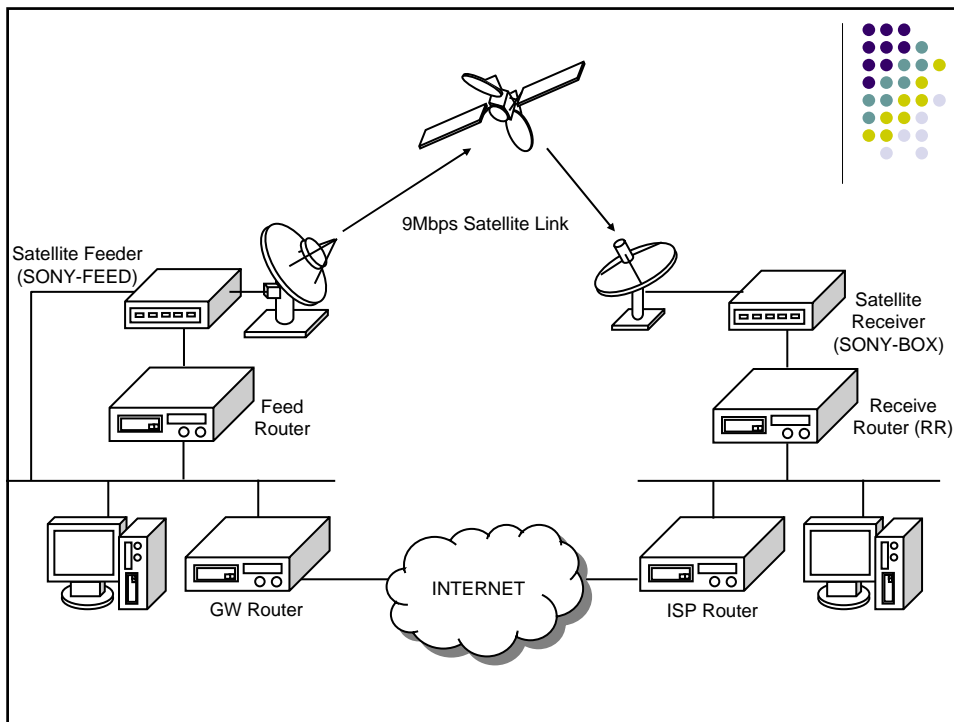 9Mbps Satellite Link
Satellite Feeder
(SONY-FEED)
Satellite
Receiver
(SONY-BOX)
Feed
Router
Receive
Router (RR)
GW Router
INTERNET
ISP Router